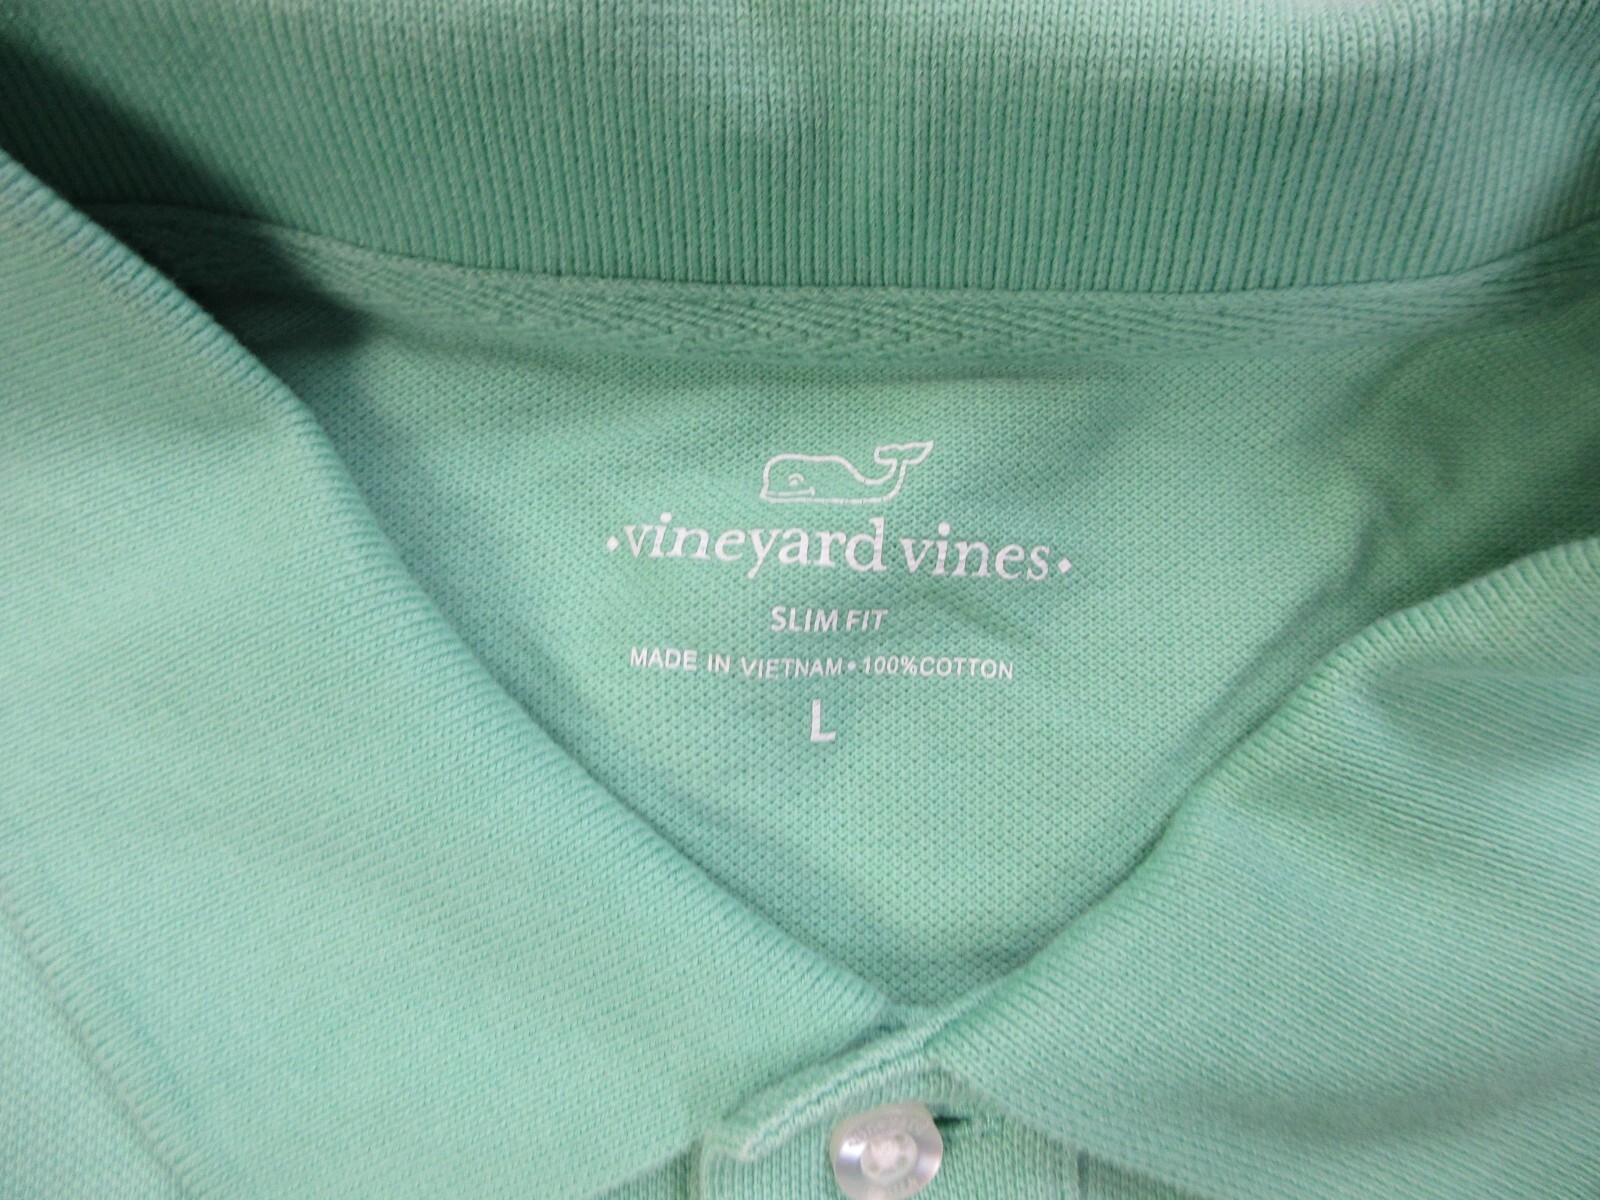 vineyard vines
SLIM FIT
MADE IN VIETNAM•100%COTTON
L